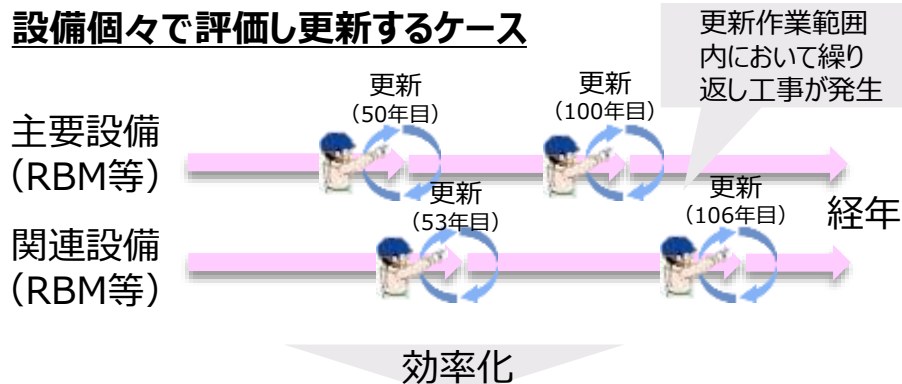 設備個々で評価し更新するケース
更新作業範囲
内において繰り
返し工事が発生
更新
（50年目）
更新
（100年目）
主要設備
（RBM等）
更新
（53年目）
更新
（106年目）
経年
関連設備
（RBM等）
効率化